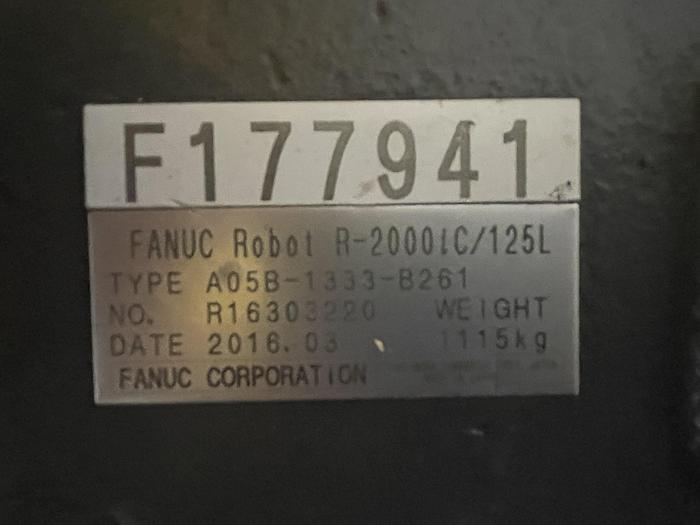 F177941
FANUC Robot R-2000iC/125L
TYPE A05B-1333-B261
NO. R16303220 WEIGHT
DATE 2016.03 1115kg
FANUC CORPORATION